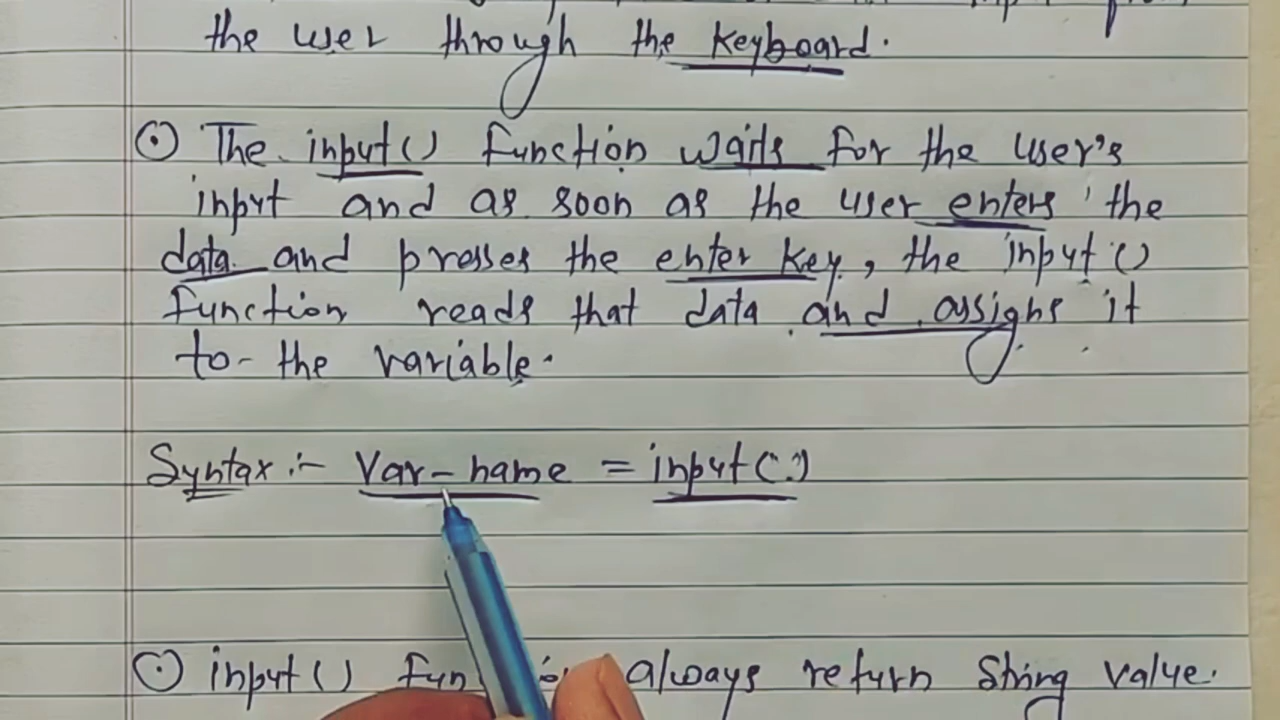 the user through the keyboard.
⊙ The input() function waits for the user's
input and as soon as the user enters the
data and presses the enter key, the input()
function reads that data and assigns it
to the variable.
Syntax :- Var-name = input()
⊙ input() always return String value.